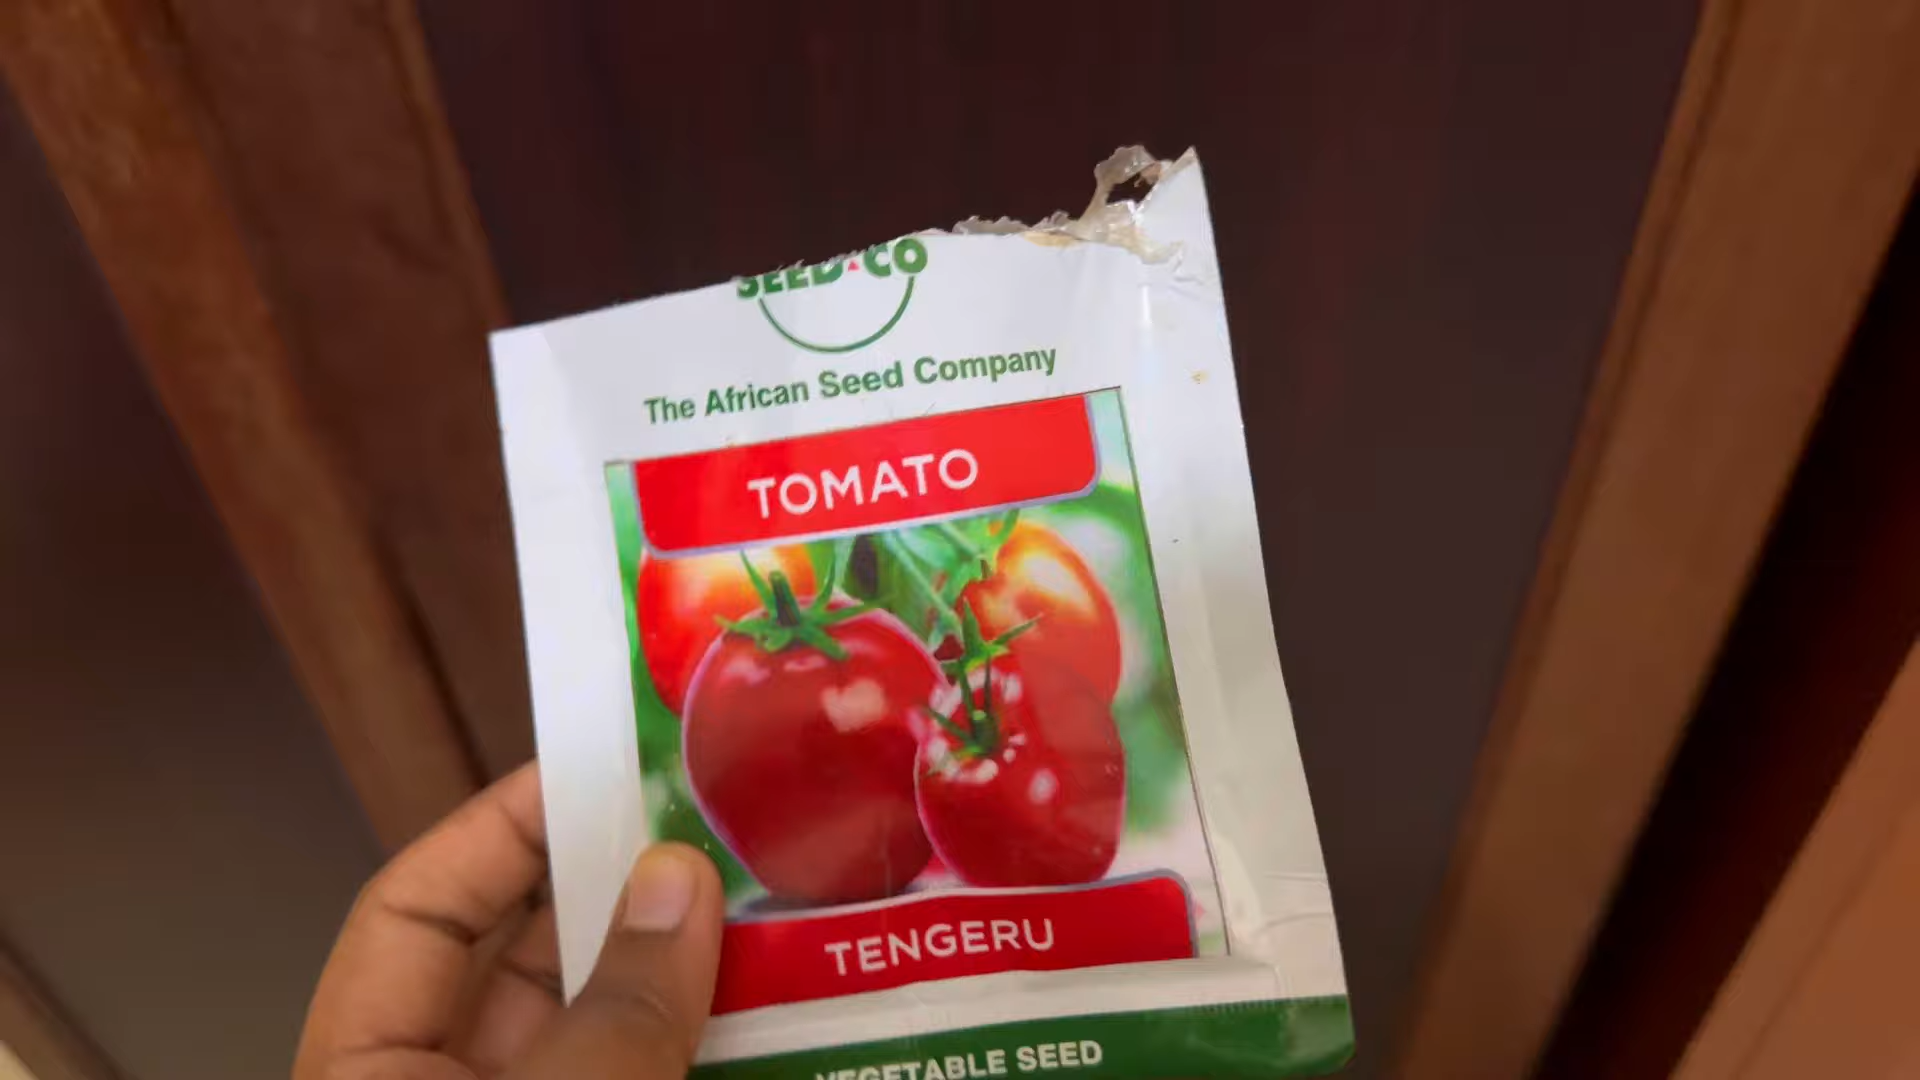 SEED CO
The African Seed Company
TOMATO
TENGERU
VEGETABLE SEED